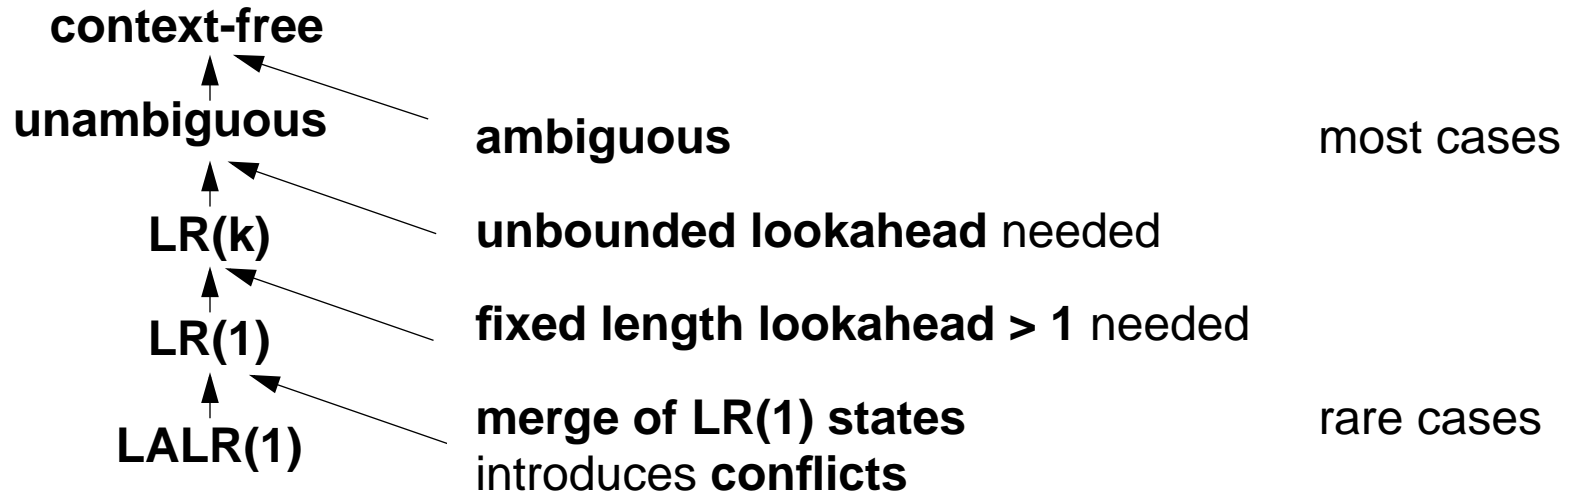 context-free
unambiguous
ambiguous most cases
LR(k)
unbounded lookahead needed
fixed length lookahead > 1 needed
LR(1)
merge of LR(1) states rare cases
LALR(1)
introduces conflicts